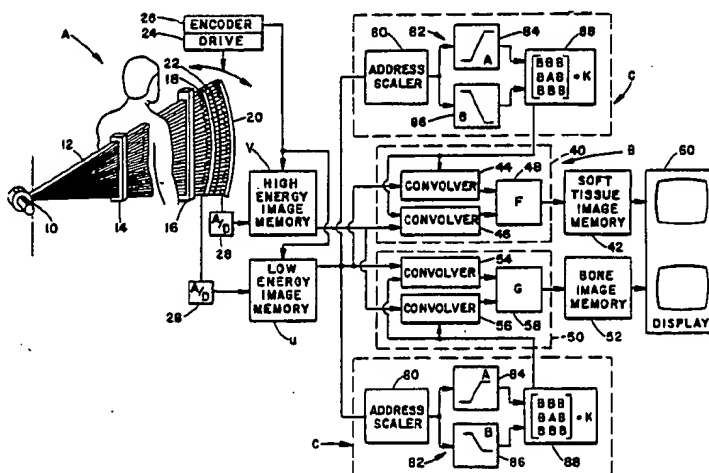 26
ENCODER
24
DRIVE
A
22
18
20
12
10
14
16
V
HIGH
ENERGY
IMAGE
MEMORY
A/D
28
LOW
ENERGY
IMAGE
MEMORY
u
A/D
28
80
ADDRESS
SCALER
82
84
A
B
86
88
BBB
BAB • K
BBB
C
40
B
44
CONVOLVER
CONVOLVER
46
48
F
SOFT
TISSUE
IMAGE
MEMORY
42
60
54
CONVOLVER
CONVOLVER
56
G
58
50
BONE
IMAGE
MEMORY
52
DISPLAY
80
ADDRESS
SCALER
C
82
84
A
B
86
88
BBB
BAB • K
BBB